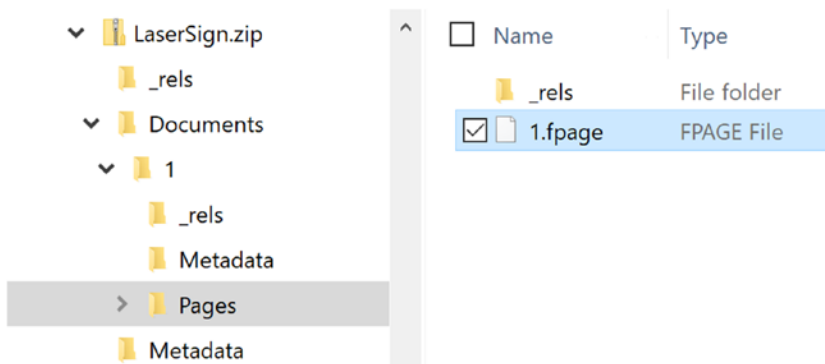 LaserSign.zip
_rels
Documents
1
_rels
Metadata
Pages
Metadata
Name Type
_rels File folder
1.fpage FPAGE File